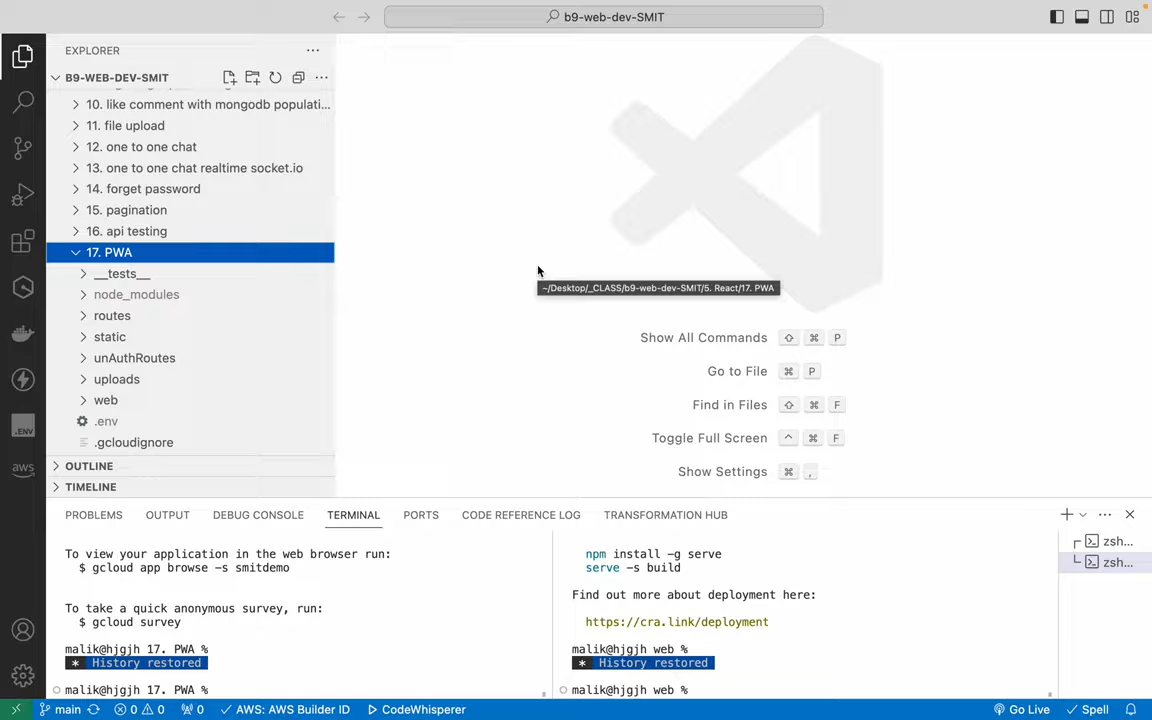 b9-web-dev-SMIT
EXPLORER
B9-WEB-DEV-SMIT
10. like comment with mongodb populati...
11. file upload
12. one to one chat
13. one to one chat realtime socket.io
14. forget password
15. pagination
16. api testing
17. PWA
__tests__
node_modules
routes
static
unAuthRoutes
uploads
web
.env
.gcloudignore
OUTLINE
TIMELINE
.ENV
aws
~/Desktop/_CLASS/b9-web-dev-SMIT/5. React/17. PWA
Show All Commands ⇧ ⌘ P
Go to File ⌘ P
Find in Files ⇧ ⌘ F
Toggle Full Screen ^ ⌘ F
Show Settings ⌘ ,
PROBLEMS OUTPUT DEBUG CONSOLE TERMINAL PORTS CODE REFERENCE LOG TRANSFORMATION HUB
To view your application in the web browser run:
$ gcloud app browse -s smitdemo
To take a quick anonymous survey, run:
$ gcloud survey
malik@hjgjh 17. PWA %
* History restored
malik@hjgjh 17. PWA %
npm install -g serve
serve -s build
Find out more about deployment here:
https://cra.link/deployment
malik@hjgjh web %
* History restored
malik@hjgjh web %
zsh...
zsh...
main 0 0 0 AWS: AWS Builder ID CodeWhisperer Go Live Spell